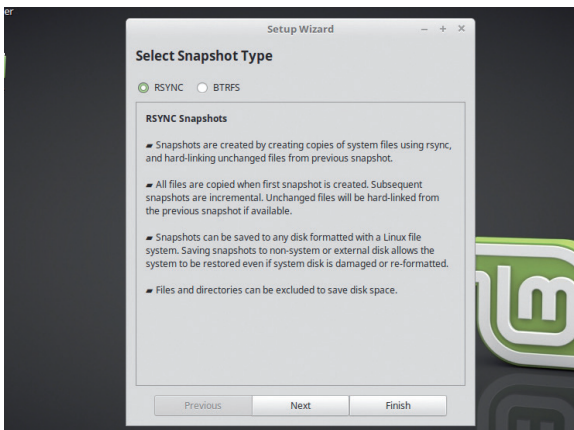 er
Setup Wizard
Select Snapshot Type
RSYNC
BTRFS
RSYNC Snapshots
▰ Snapshots are created by creating copies of system files using rsync,
and hard-linking unchanged files from previous snapshot.
▰ All files are copied when first snapshot is created. Subsequent
snapshots are incremental. Unchanged files will be hard-linked from
the previous snapshot if available.
▰ Snapshots can be saved to any disk formatted with a Linux file
system. Saving snapshots to non-system or external disk allows the
system to be restored even if system disk is damaged or re-formatted.
▰ Files and directories can be excluded to save disk space.
Previous
Next
Finish